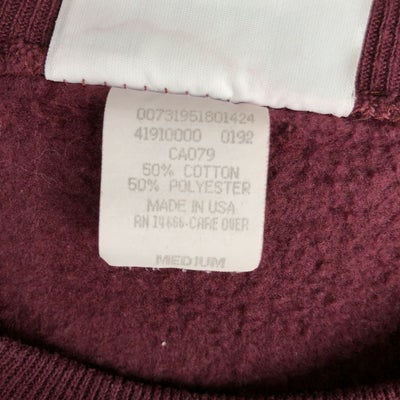 00731951801424
41910000 0192
CA079
50% COTTON
50% POLYESTER
MADE IN USA
RN 14666-CARE OVER
MEDIUM